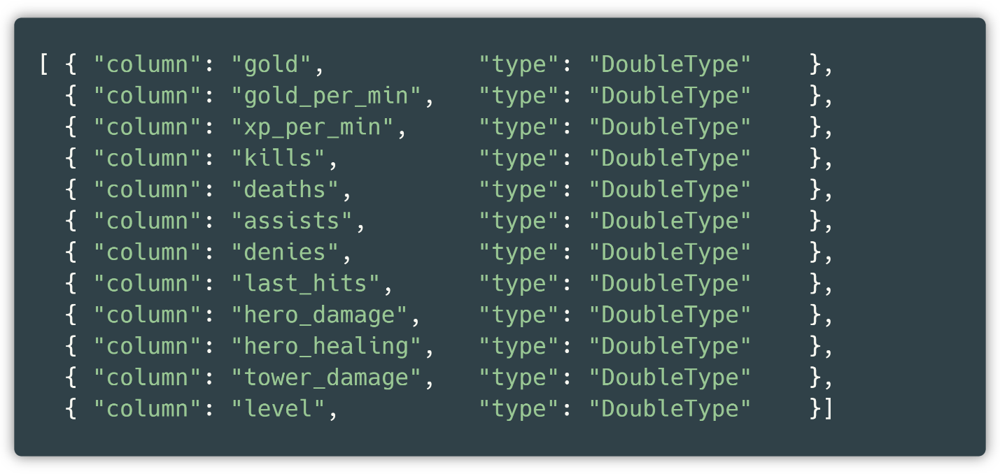 [ { "column": "gold",           "type": "DoubleType"    },
  { "column": "gold_per_min",   "type": "DoubleType"    },
  { "column": "xp_per_min",     "type": "DoubleType"    },
  { "column": "kills",          "type": "DoubleType"    },
  { "column": "deaths",         "type": "DoubleType"    },
  { "column": "assists",        "type": "DoubleType"    },
  { "column": "denies",         "type": "DoubleType"    },
  { "column": "last_hits",      "type": "DoubleType"    },
  { "column": "hero_damage",    "type": "DoubleType"    },
  { "column": "hero_healing",   "type": "DoubleType"    },
  { "column": "tower_damage",   "type": "DoubleType"    },
  { "column": "level",          "type": "DoubleType"    }]